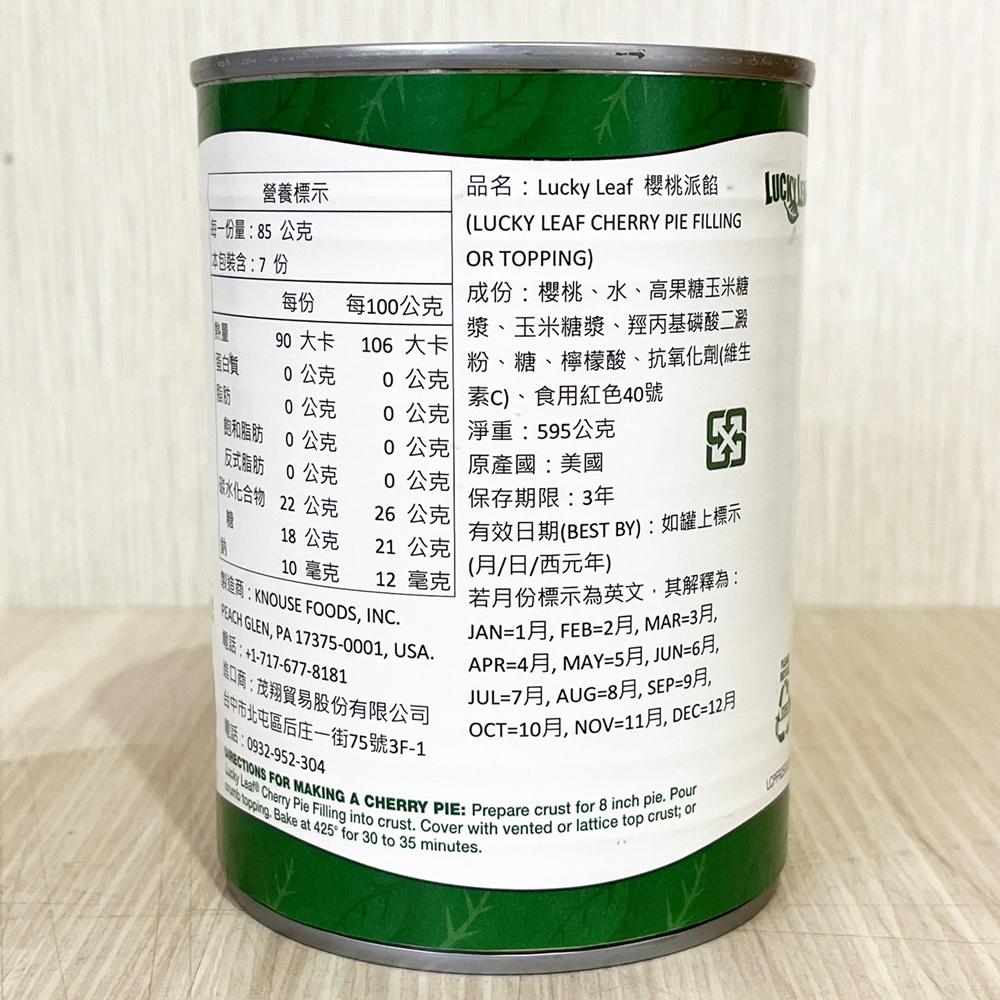 營養標示
每一份量：85 公克
本包裝含：7 份
每份 每100公克
熱量 90 大卡 106 大卡
蛋白質 0 公克 0 公克
脂肪 0 公克 0 公克
飽和脂肪 0 公克 0 公克
反式脂肪 0 公克 0 公克
碳水化合物 22 公克 26 公克
糖 18 公克 21 公克
鈉 10 毫克 12 毫克
製造商：KNOUSE FOODS, INC.
PEACH GLEN, PA 17375-0001, USA.
電話：+1-717-677-8181
進口商：茂翔貿易股份有限公司
台中市北屯區后庄一街75號3F-1
電話：0932-952-304
品名：Lucky Leaf 櫻桃派餡
(LUCKY LEAF CHERRY PIE FILLING
OR TOPPING)
成份：櫻桃、水、高果糖玉米糖
漿、玉米糖漿、羥丙基磷酸二澱
粉、糖、檸檬酸、抗氧化劑(維生
素C)、食用紅色40號
淨重：595公克
原產國：美國
保存期限：3年
有效日期(BEST BY)：如罐上標示
(月/日/西元年)
若月份標示為英文，其解釋為：
JAN=1月, FEB=2月, MAR=3月,
APR=4月, MAY=5月, JUN=6月,
JUL=7月, AUG=8月, SEP=9月,
OCT=10月, NOV=11月, DEC=12月
DIRECTIONS FOR MAKING A CHERRY PIE: Prepare crust for 8 inch pie. Pour
Lucky Leaf® Cherry Pie Filling into crust. Cover with vented or lattice top crust; or
crumb topping. Bake at 425° for 30 to 35 minutes.
LUCKY